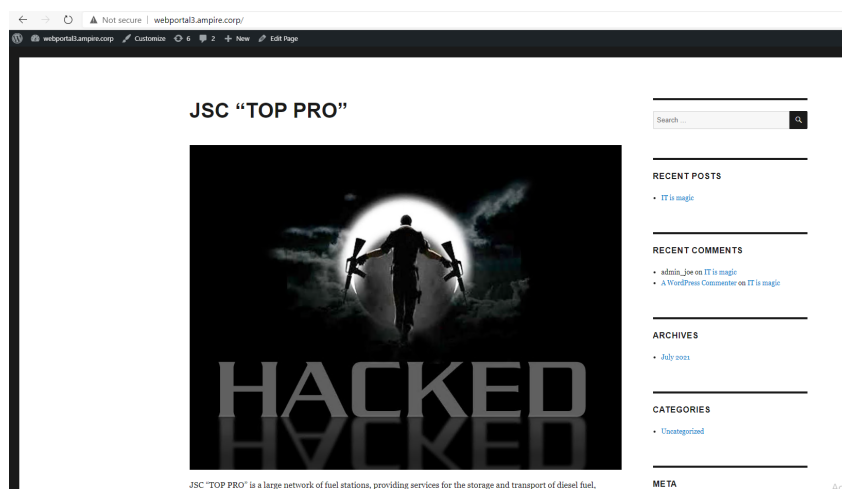 Not secure | webportal3.ampire.corp/
webportal3.ampire.corp Customize 6 2 + New Edit Page
JSC “TOP PRO”
HACKED
JSC “TOP PRO” is a large network of fuel stations, providing services for the storage and transport of diesel fuel,
Search ...
RECENT POSTS
IT is magic
RECENT COMMENTS
admin_joe on IT is magic
A WordPress Commenter on IT is magic
ARCHIVES
July 2021
CATEGORIES
Uncategorized
META